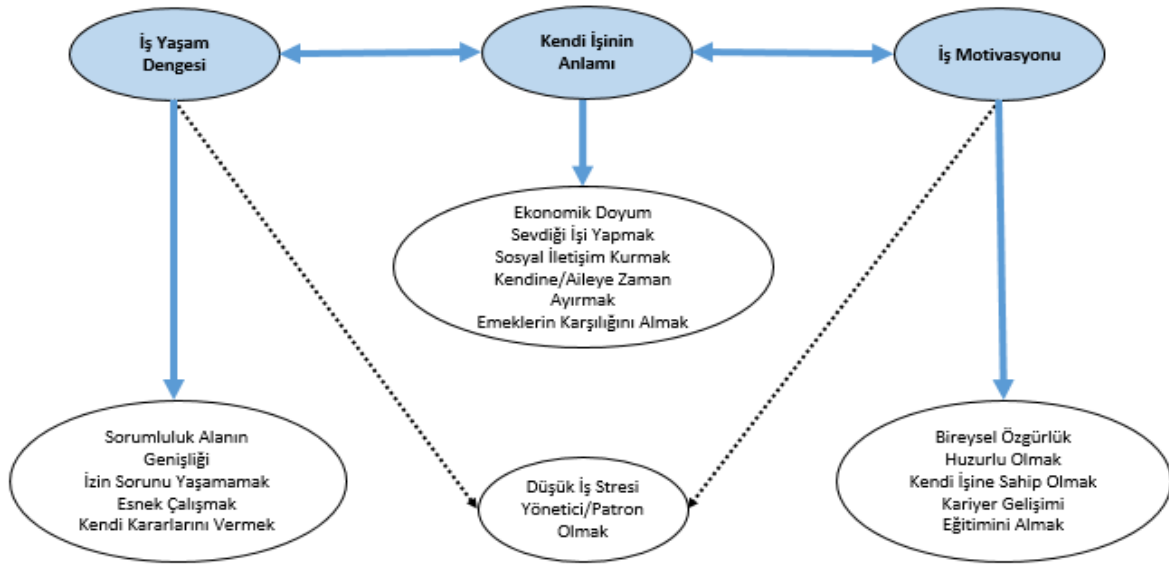 İş Yaşam
Dengesi
Kendi İşinin
Anlamı
İş Motivasyonu
Ekonomik Doyum
Sevdiği İşi Yapmak
Sosyal İletişim Kurmak
Kendine/Aileye Zaman
Ayırmak
Emeklerin Karşılığını Almak
Sorumluluk Alanın
Genişliği
İzin Sorunu Yaşamamak
Esnek Çalışmak
Kendi Kararlarını Vermek
Düşük İş Stresi
Yönetici/Patron
Olmak
Bireysel Özgürlük
Huzurlu Olmak
Kendi İşine Sahip Olmak
Kariyer Gelişimi
Eğitimini Almak